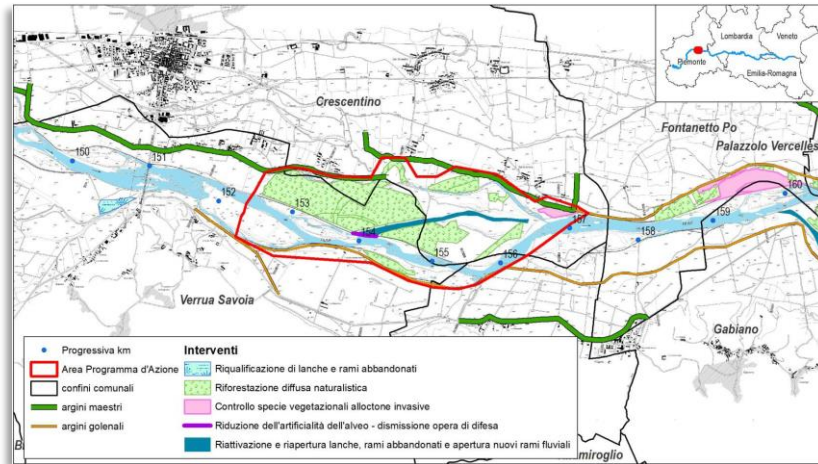 Lombardia
Veneto
Piemonte
Emilia-Romagna
Crescentino
Fontanetto Po
Palazzolo Vercellese
150
151
152
153
154
155
156
157
158
159
160
Verrua Savoia
Gabiano
Progressiva km
Area Programma d'Azione
confini comunali
argini maestri
argini golenali
Interventi
Riqualificazione di lanche e rami abbandonati
Riforestazione diffusa naturalistica
Controllo specie vegetazionali alloctone invasive
Riduzione dell'artificialità dell'alveo - dismissione opera di difesa
Riattivazione e riapertura lanche, rami abbandonati e apertura nuovi rami fluviali
miroglio